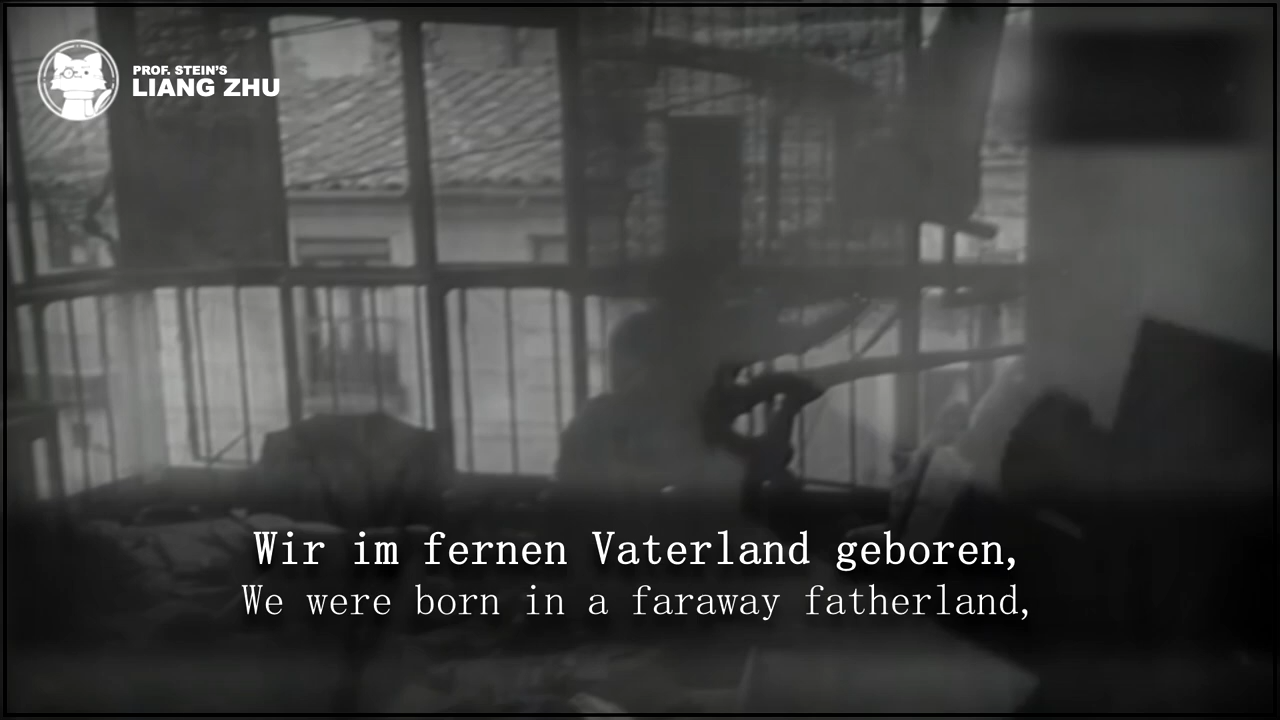 PROF. STEIN'S
LIANG ZHU
Wir im fernen Vaterland geboren,
We were born in a faraway fatherland,